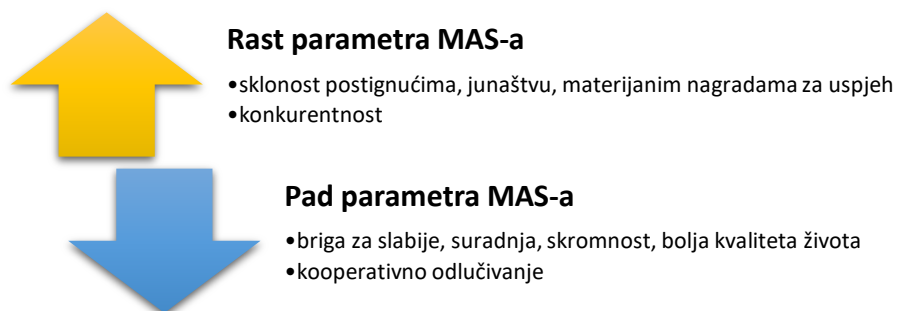 Rast parametra MAS-a
•sklonost postignućima, junaštvu, materijanim nagradama za uspjeh
•konkurentnost
Pad parametra MAS-a
•briga za slabije, suradnja, skromnost, bolja kvaliteta života
•kooperativno odlučivanje